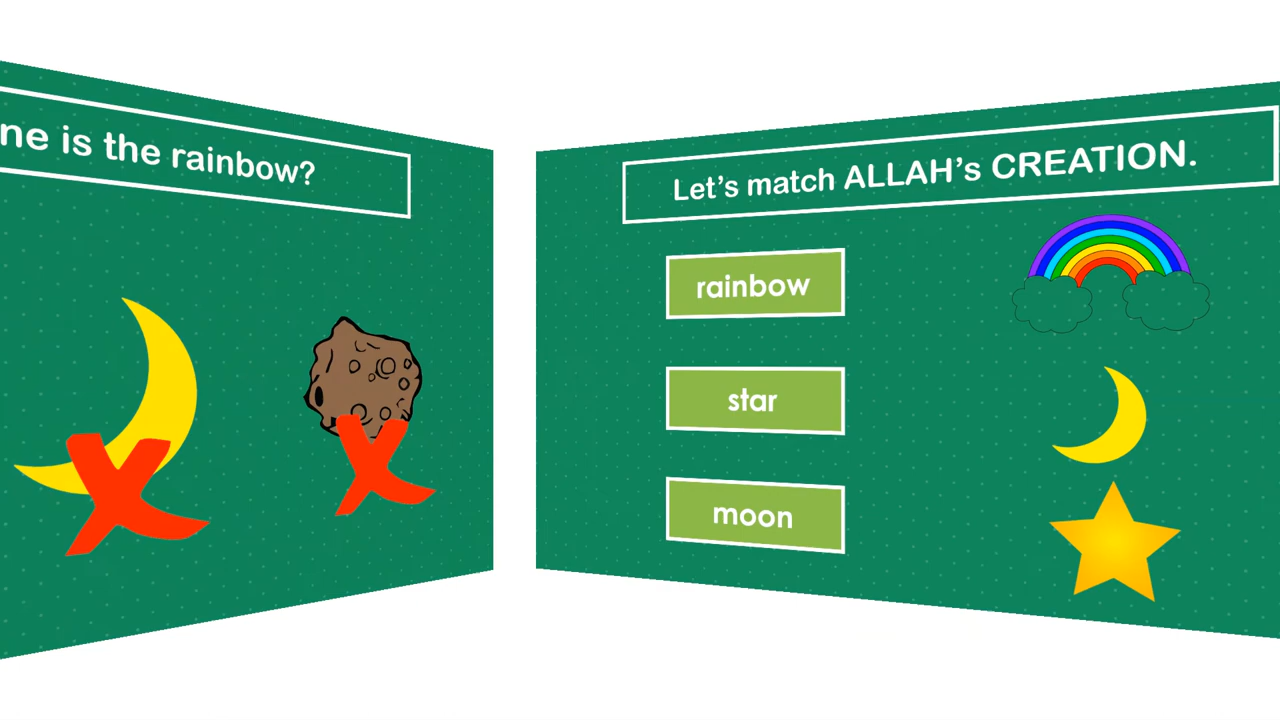 ne is the rainbow?
Let's match ALLAH's CREATION.
rainbow
star
moon